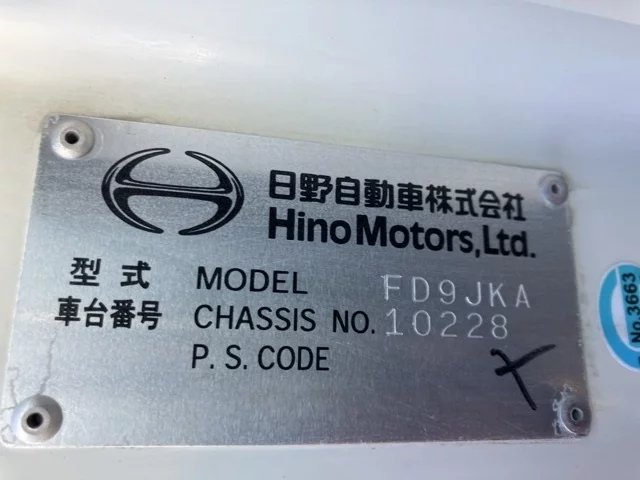 日野自動車株式会社
Hino Motors, Ltd.
型式 MODEL FD9JKA
車台番号 CHASSIS NO. 10228
P. S. CODE
No.3663